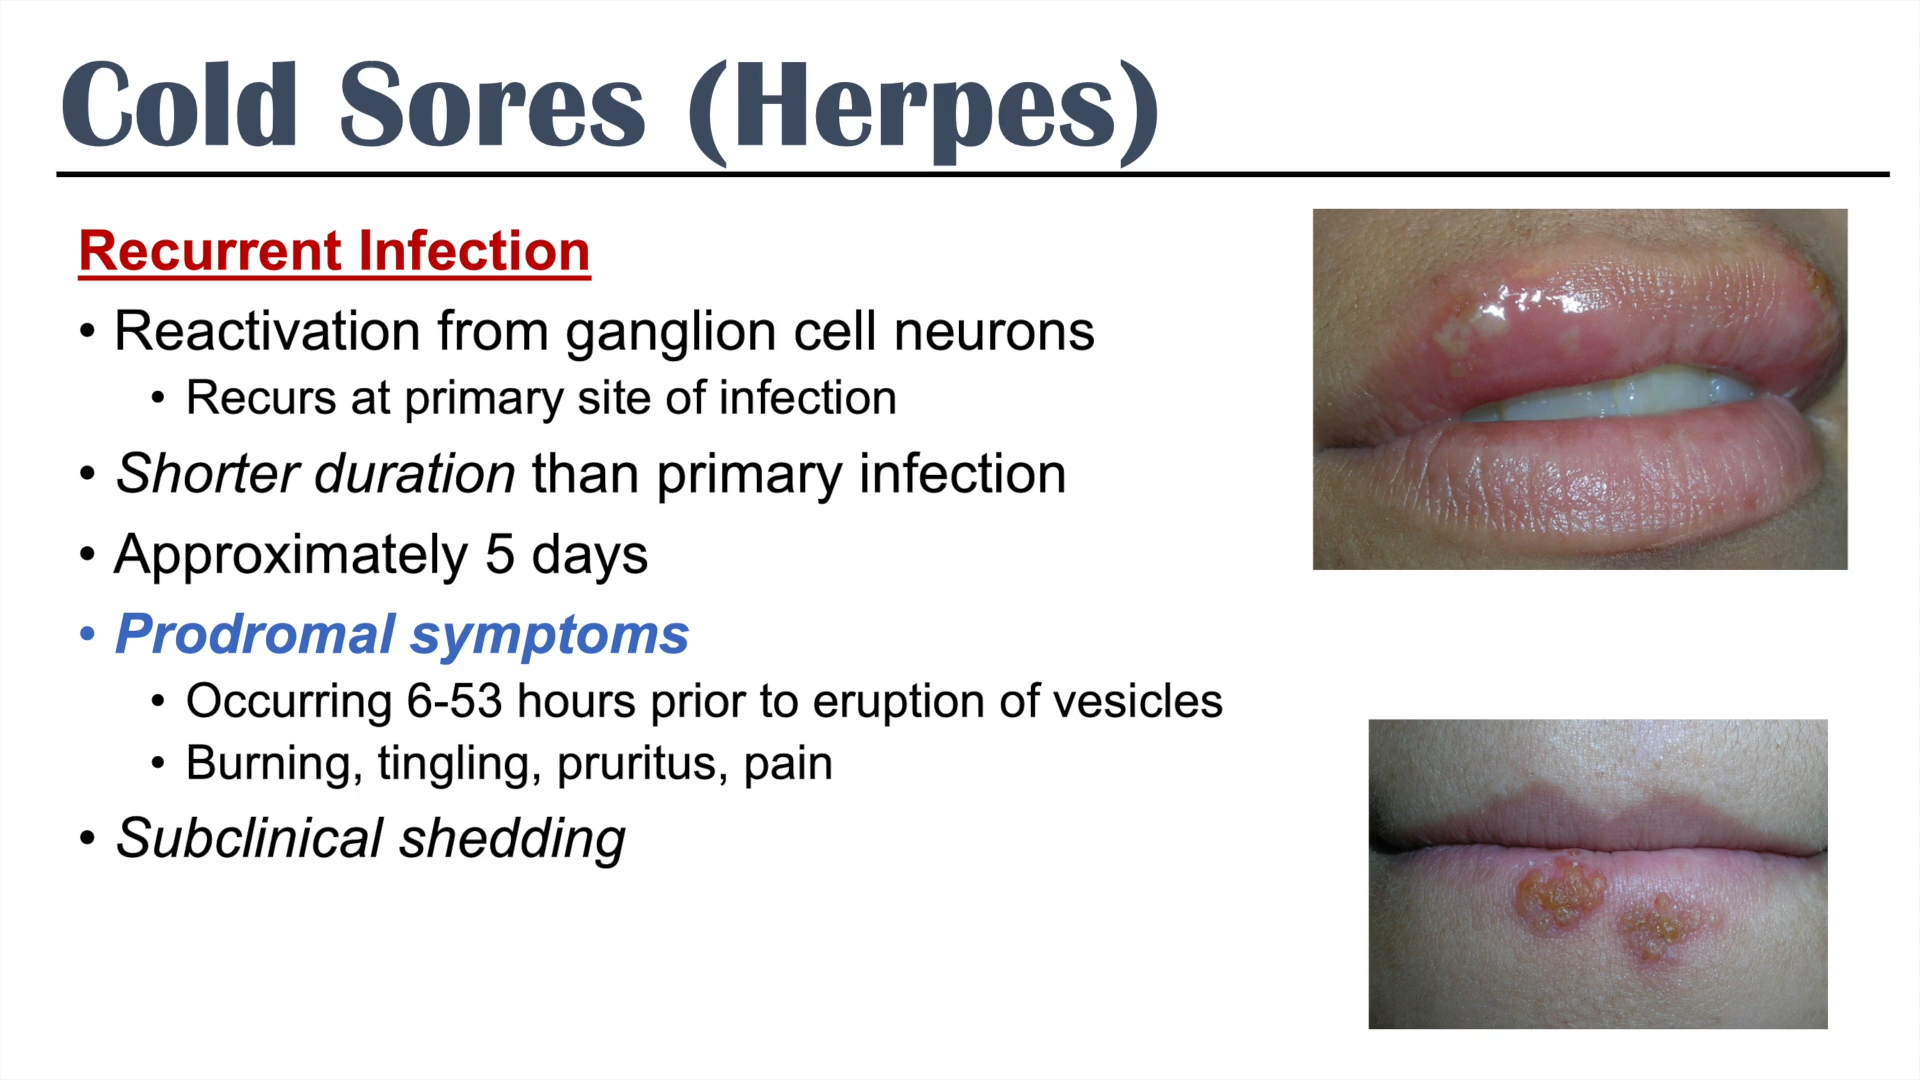 Cold Sores (Herpes)
Recurrent Infection
• Reactivation from ganglion cell neurons
• Recurs at primary site of infection
• Shorter duration than primary infection
• Approximately 5 days
• Prodromal symptoms
• Occurring 6-53 hours prior to eruption of vesicles
• Burning, tingling, pruritus, pain
• Subclinical shedding